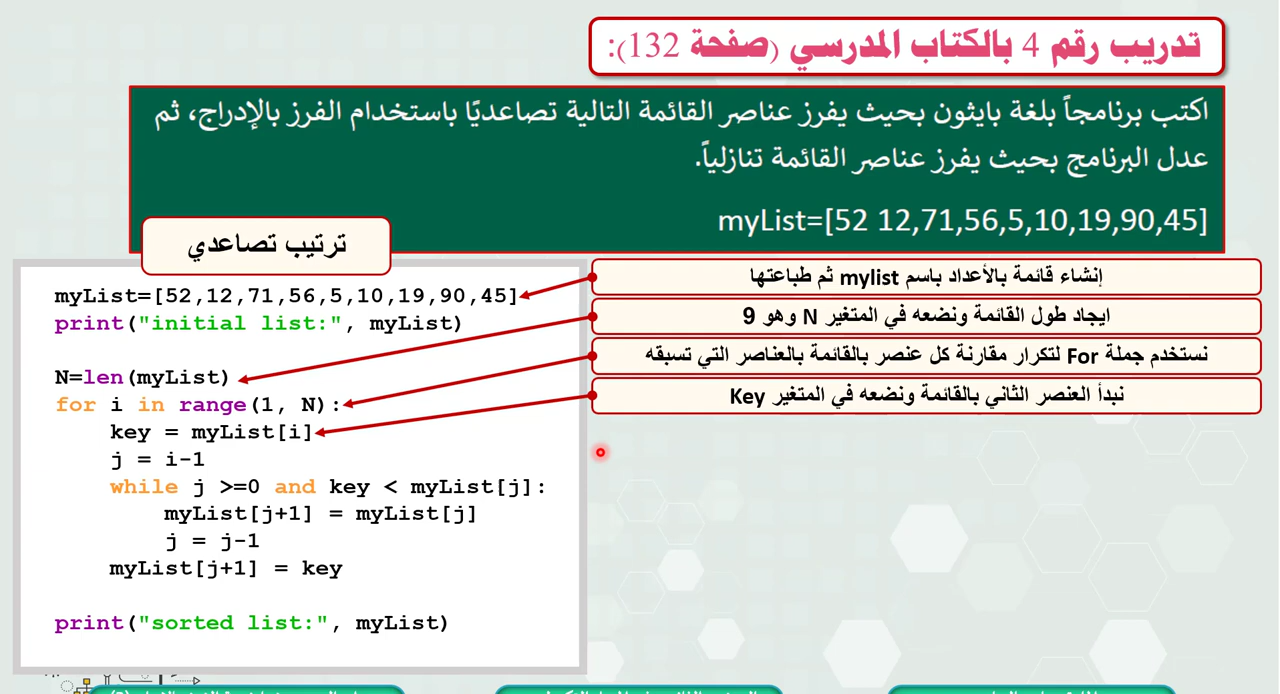 تدريب رقم 4 بالكتاب المدرسي (صفحة 132):
اكتب برنامجاً بلغة بايثون بحيث يفرز عناصر القائمة التالية تصاعديًا باستخدام الفرز بالإدراج، ثم
عدل البرنامج بحيث يفرز عناصر القائمة تنازلياً.
myList=[52 12,71,56,5,10,19,90,45]
ترتيب تصاعدي
إنشاء قائمة بالأعداد باسم mylist ثم طباعتها
ايجاد طول القائمة ونضعه في المتغير N وهو 9
نستخدم جملة For لتكرار مقارنة كل عنصر بالقائمة بالعناصر التي تسبقه
نبدأ العنصر الثاني بالقائمة ونضعه في المتغير Key
myList=[52,12,71,56,5,10,19,90,45]
print("initial list:", myList)
N=len(myList)
for i in range(1, N):
key = myList[i]
j = i-1
while j >=0 and key < myList[j]:
myList[j+1] = myList[j]
j = j-1
myList[j+1] = key
print("sorted list:", myList)